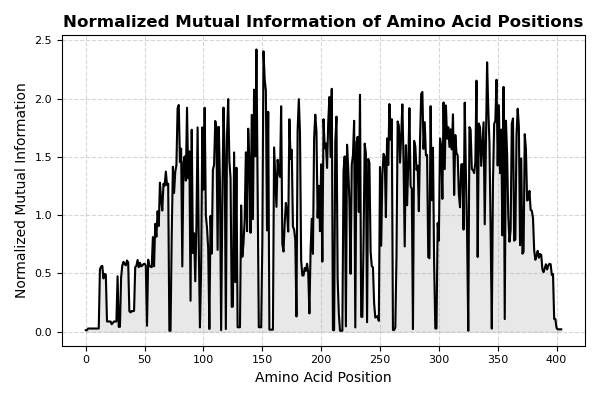 Normalized Mutual Information of Amino Acid Positions
Normalized Mutual Information
2.5
2.0
1.5
1.0
0.5
0.0
0 50 100 150 200 250 300 350 400
Amino Acid Position